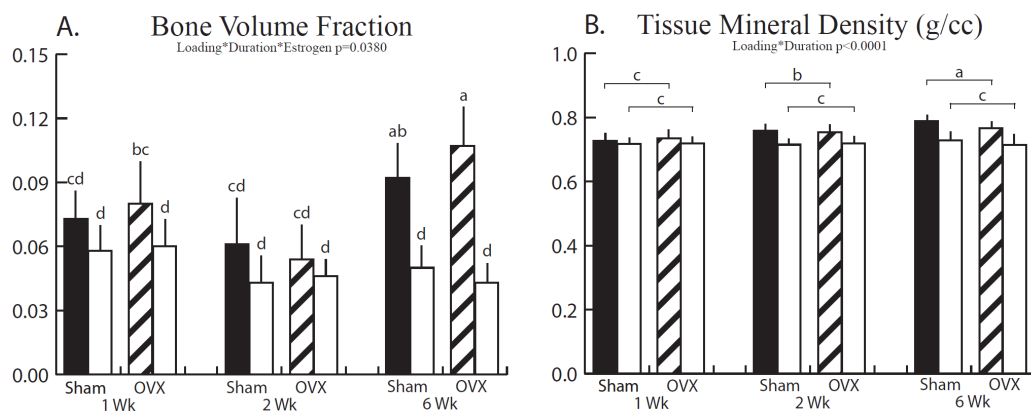 A. Bone Volume Fraction
Loading*Duration*Estrogen p=0.0380
0.15
0.12
0.09
0.06
0.03
0.00
cd d bc d
cd d d d
ab d a d
Sham OVX Sham OVX Sham OVX
1 Wk 2 Wk 6 Wk
B. Tissue Mineral Density (g/cc)
Loading*Duration p<0.0001
1.0
0.8
0.6
0.4
0.2
0.0
c b a
c c c
Sham OVX Sham OVX Sham OVX
1 Wk 2 Wk 6 Wk